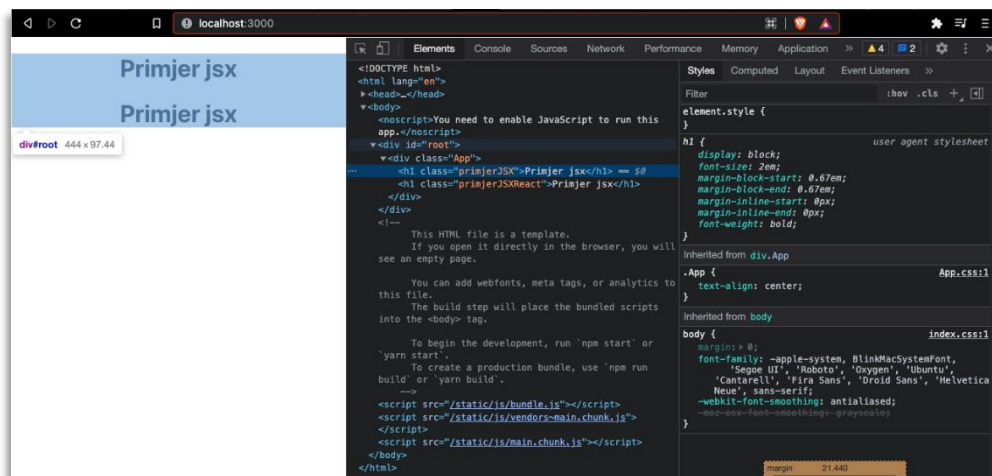 localhost:3000
Primjer jsx
Primjer jsx
div#root 444 x 97.44
Elements Console Sources Network Performance Memory Application » 4 2
<!DOCTYPE html>
<html lang="en">
<head>…</head>
<body>
<noscript>You need to enable JavaScript to run this
app.</noscript>
<div id="root">
<div class="App">
<h1 class="primjerJSX">Primjer jsx</h1> == $0
<h1 class="primjerJSXReact">Primjer jsx</h1>
</div>
</div>
<!--
This HTML file is a template.
If you open it directly in the browser, you will
see an empty page.
You can add webfonts, meta tags, or analytics to
this file.
The build step will place the bundled scripts
into the <body> tag.
To begin the development, run `npm start` or
`yarn start`.
To create a production bundle, use `npm run
build` or `yarn build`.
-->
<script src="/static/js/bundle.js"></script>
<script src="/static/js/vendors~main.chunk.js">
</script>
<script src="/static/js/main.chunk.js"></script>
</body>
</html>
Styles Computed Layout Event Listeners »
Filter :hov .cls +
element.style {
}
h1 { user agent stylesheet
display: block;
font-size: 2em;
margin-block-start: 0.67em;
margin-block-end: 0.67em;
margin-inline-start: 0px;
margin-inline-end: 0px;
font-weight: bold;
}
Inherited from div.App
.App { App.css:1
text-align: center;
}
Inherited from body
body { index.css:1
margin: 0;
font-family: -apple-system, BlinkMacSystemFont,
'Segoe UI', 'Roboto', 'Oxygen', 'Ubuntu',
'Cantarell', 'Fira Sans', 'Droid Sans', 'Helvetica
Neue', sans-serif;
-webkit-font-smoothing: antialiased;
-moz-osx-font-smoothing: grayscale;
}
margin 21.440